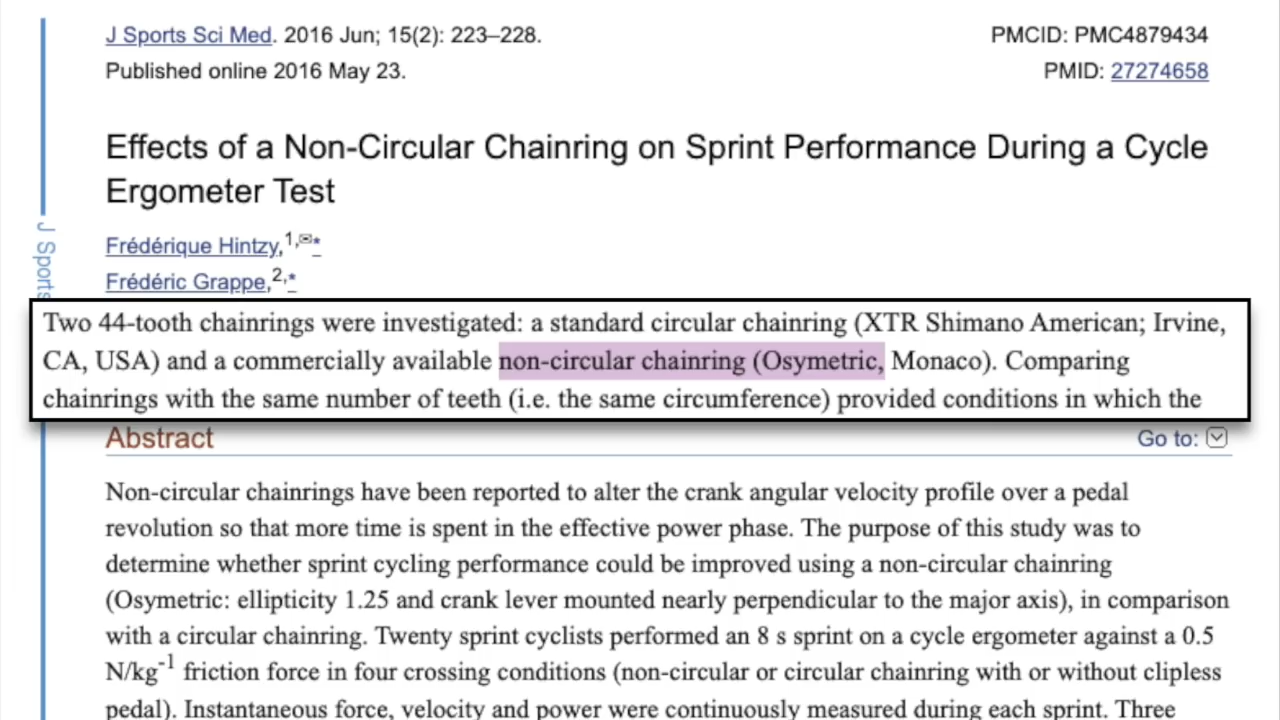 J Sports Sci Med. 2016 Jun; 15(2): 223–228.
PMCID: PMC4879434
Published online 2016 May 23.
PMID: 27274658
Effects of a Non-Circular Chainring on Sprint Performance During a Cycle
Ergometer Test
J Sports
Frédérique Hintzy,1,✉*
Frédéric Grappe,2,*
Two 44-tooth chainrings were investigated: a standard circular chainring (XTR Shimano American; Irvine,
CA, USA) and a commercially available non-circular chainring (Osymetric, Monaco). Comparing
chainrings with the same number of teeth (i.e. the same circumference) provided conditions in which the
Abstract
Go to:
Non-circular chainrings have been reported to alter the crank angular velocity profile over a pedal
revolution so that more time is spent in the effective power phase. The purpose of this study was to
determine whether sprint cycling performance could be improved using a non-circular chainring
(Osymetric: ellipticity 1.25 and crank lever mounted nearly perpendicular to the major axis), in comparison
with a circular chainring. Twenty sprint cyclists performed an 8 s sprint on a cycle ergometer against a 0.5
N/kg-1 friction force in four crossing conditions (non-circular or circular chainring with or without clipless
pedal). Instantaneous force, velocity and power were continuously measured during each sprint. Three